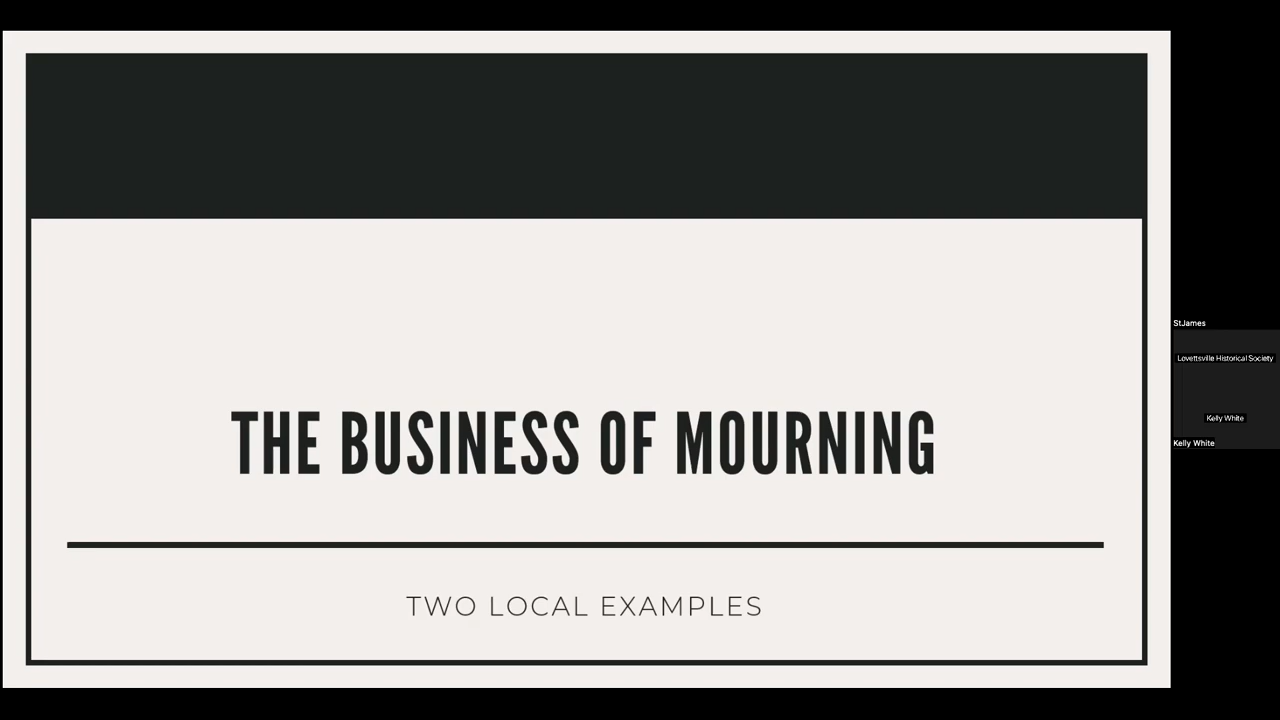 THE BUSINESS OF MOURNING
TWO LOCAL EXAMPLES
StJames
Lovettsville Historical Society
Kelly White
Kelly White